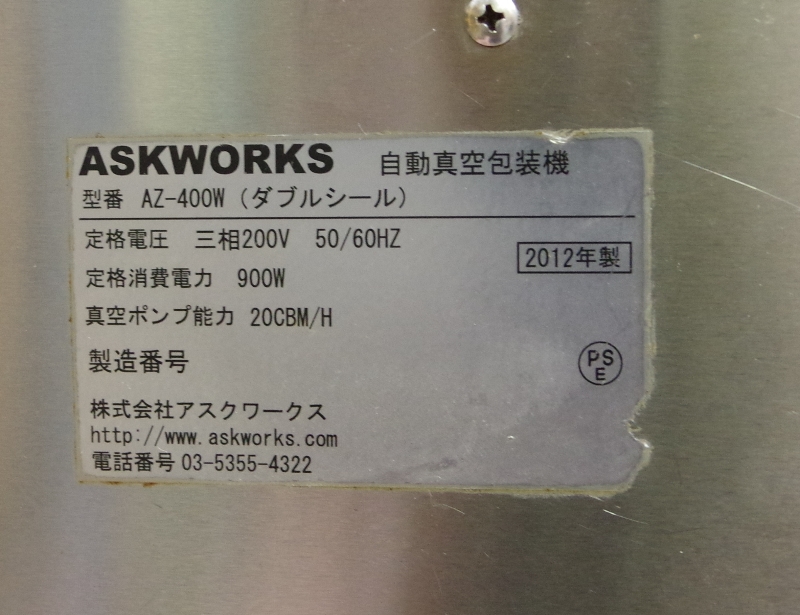 ASKWORKS 自動真空包装機
型番 AZ-400W (ダブルシール)
定格電圧 三相200V 50/60HZ
2012年製
定格消費電力 900W
真空ポンプ能力 20CBM/H
製造番号
PS
E
株式会社アスクワークス
http://www.askworks.com
電話番号 03-5355-4322